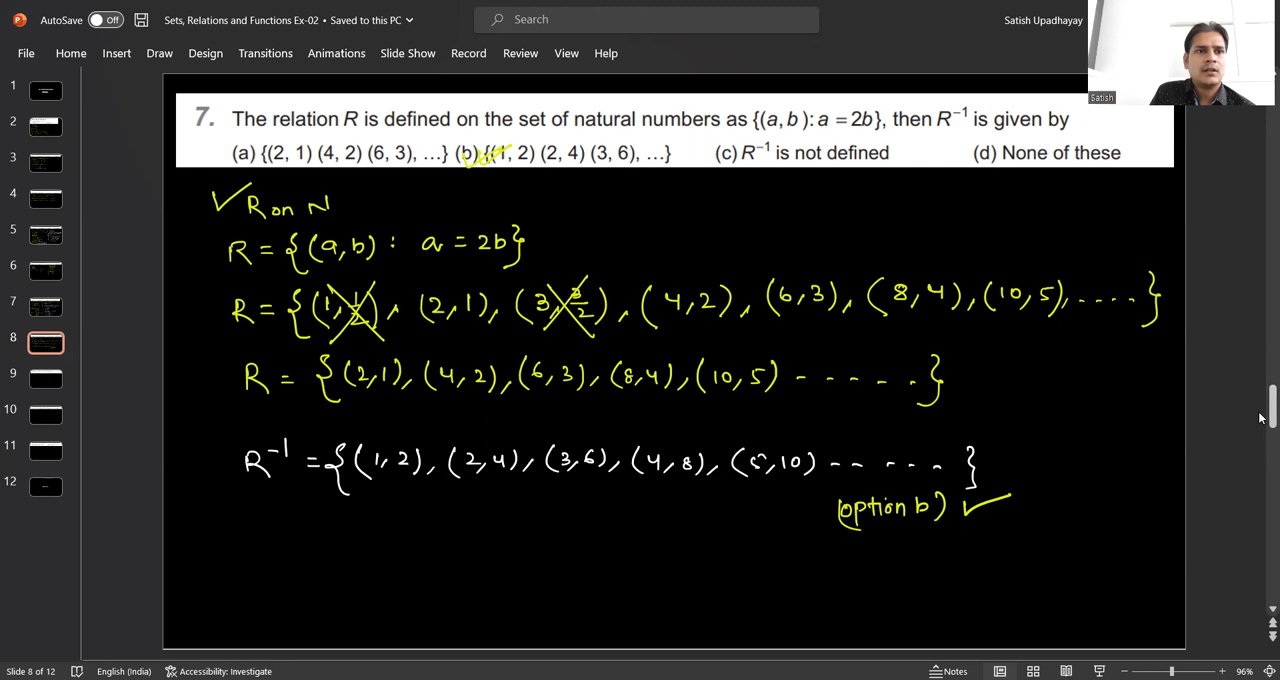 AutoSave Off Sets, Relations and Functions Ex-02 • Saved to this PC Search Satish Upadhayay
File Home Insert Draw Design Transitions Animations Slide Show Record Review View Help
Satish
1
2
3
4
5
6
7
8
9
10
11
12
7. The relation R is defined on the set of natural numbers as {(a, b) : a = 2b}, then R⁻¹ is given by
(a) {(2, 1) (4, 2) (6, 3), ...} (b) {(1, 2) (2, 4) (3, 6), ...} (c) R⁻¹ is not defined (d) None of these
✓ R on N
R = {(a, b) : a = 2b}
R = {(1, 1/2), (2, 1), (3, 3/2), (4, 2), (6, 3), (8, 4), (10, 5), ....}
R = {(2, 1), (4, 2), (6, 3), (8, 4), (10, 5) - - - - - }
R⁻¹ = {(1, 2), (2, 4), (3, 6), (4, 8), (5, 10) - - - - - - }
(option b) ✓
Slide 8 of 12 English (India) Accessibility: Investigate Notes 96%